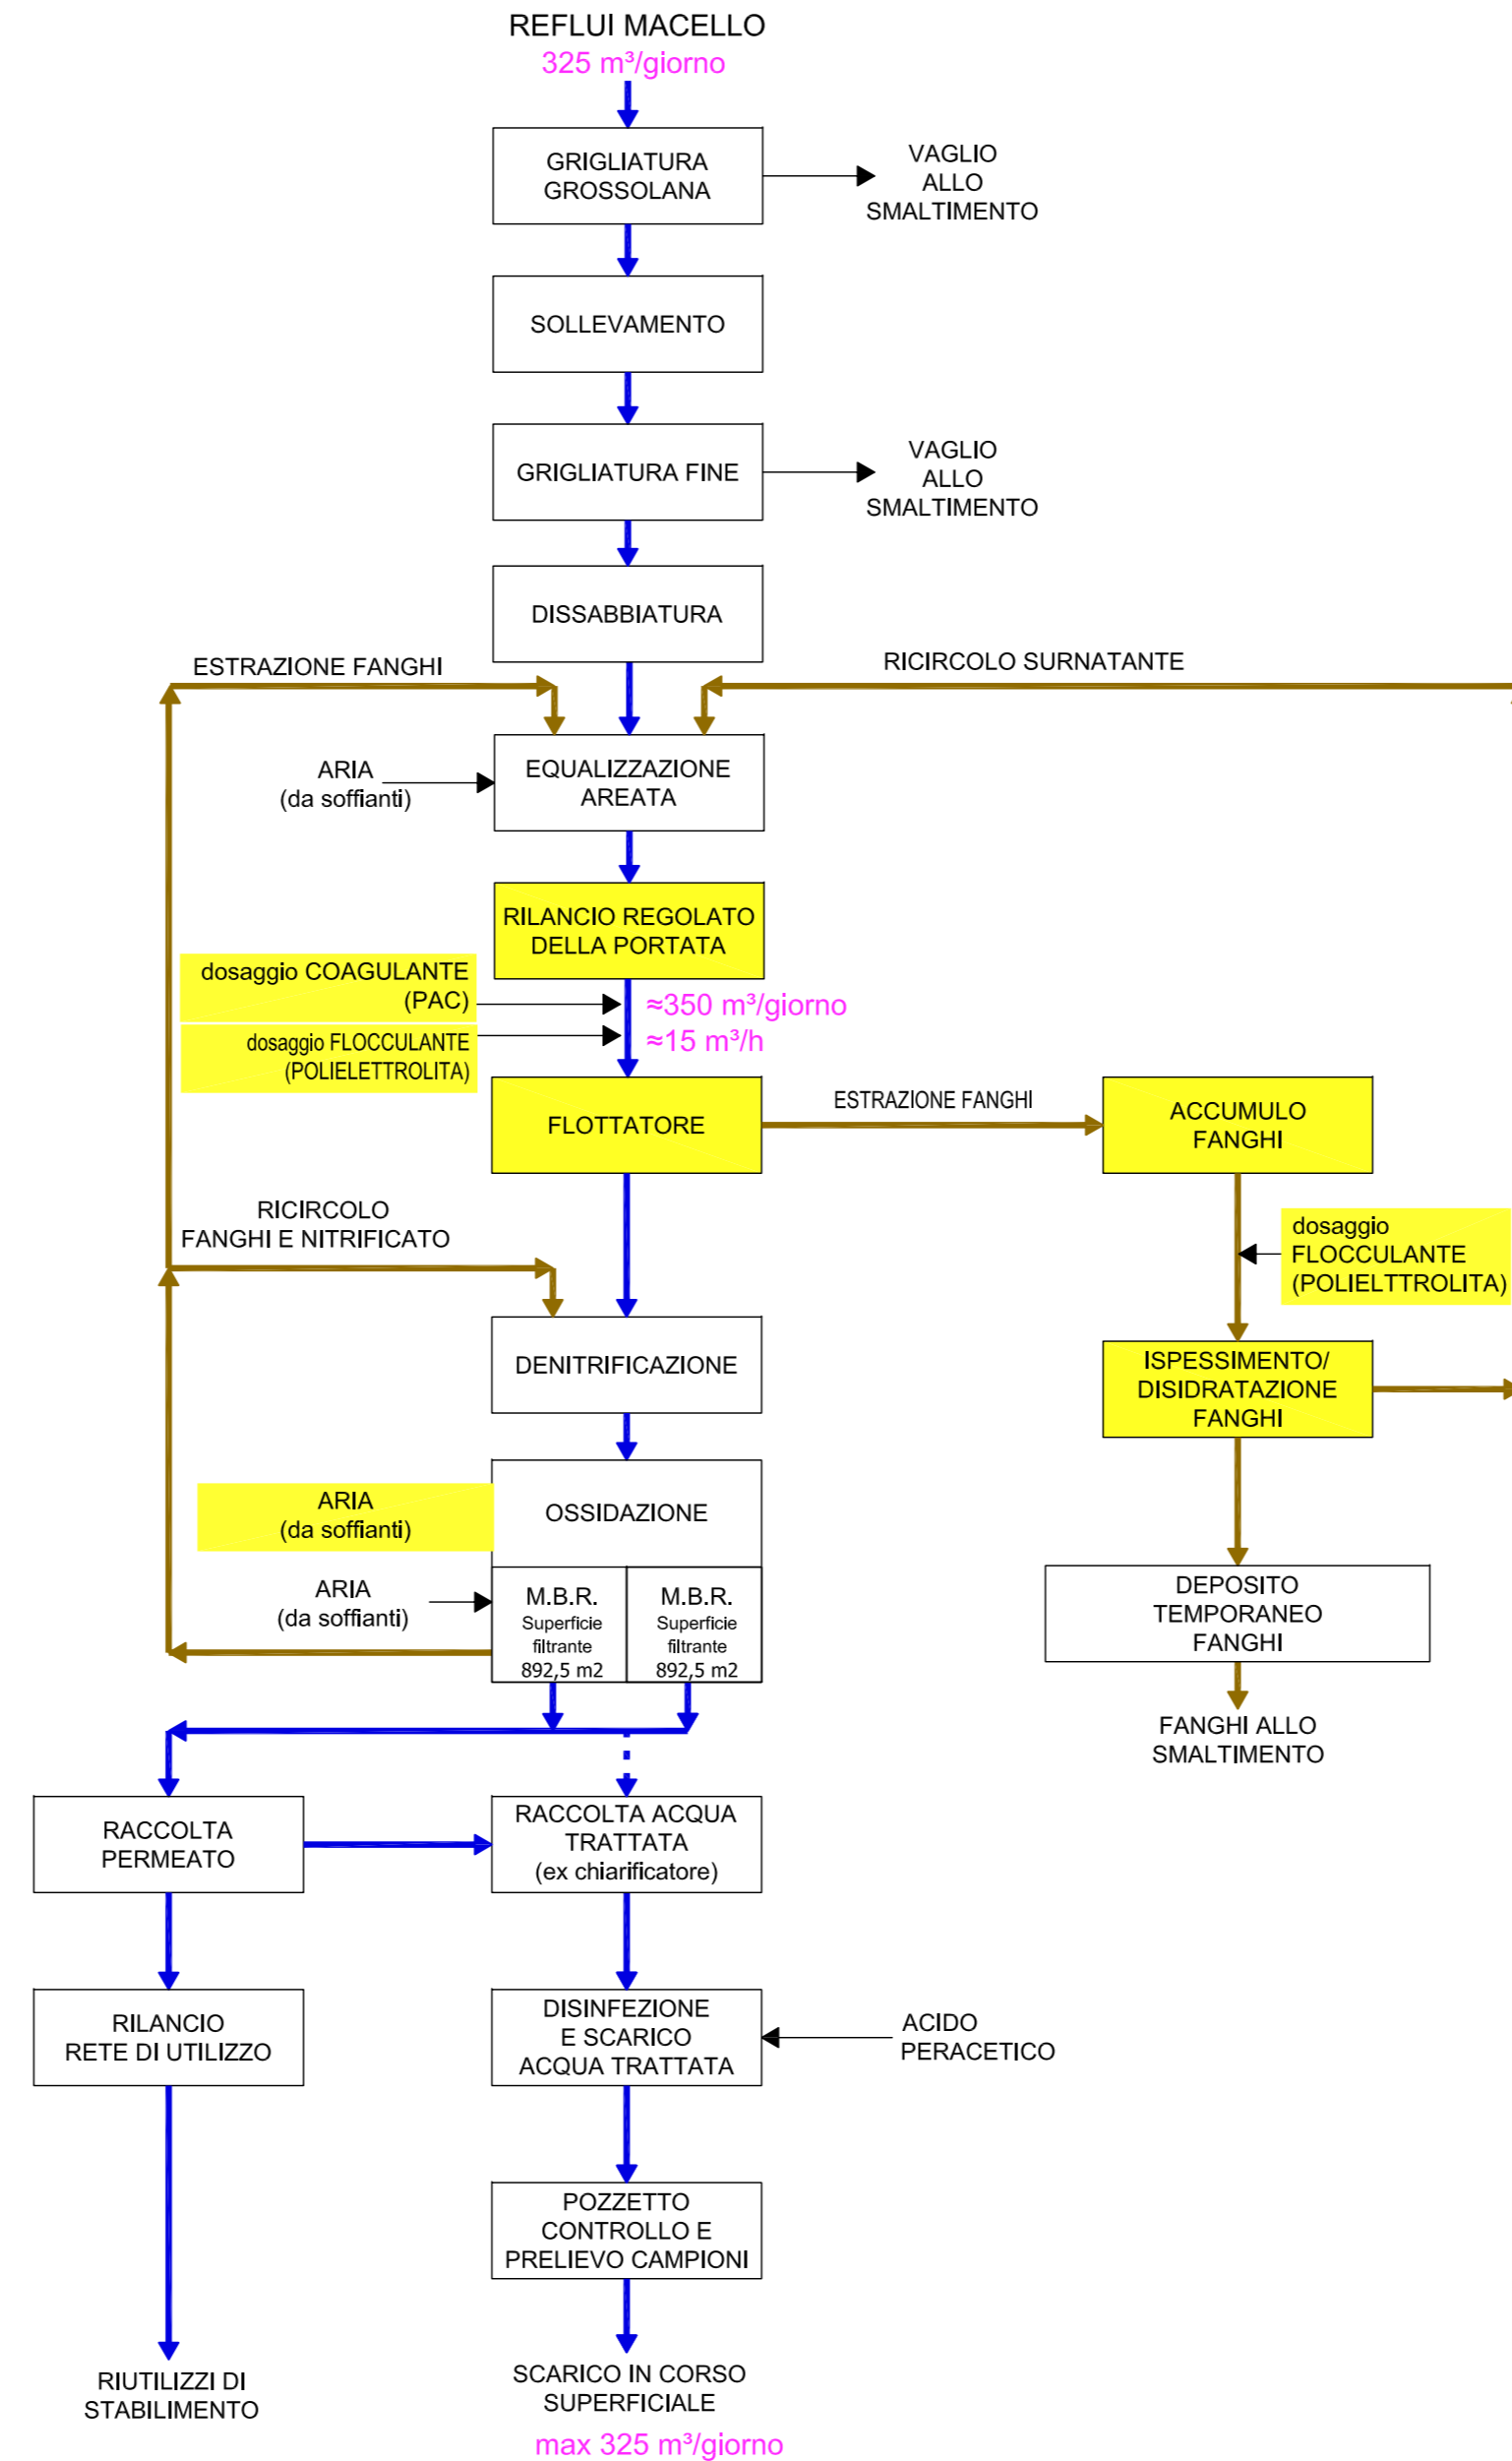 REFLUI MACELLO
325 m³/giorno
GRIGLIATURA
GROSSOLANA
VAGLIO
ALLO
SMALTIMENTO
SOLLEVAMENTO
GRIGLIATURA FINE
VAGLIO
ALLO
SMALTIMENTO
DISSABBIATURA
ESTRAZIONE FANGHI
RICIRCOLO SURNATANTE
ARIA
(da soffianti)
EQUALIZZAZIONE
AREATA
RILANCIO REGOLATO
DELLA PORTATA
dosaggio COAGULANTE
(PAC)
≈350 m³/giorno
≈15 m³/h
dosaggio FLOCCULANTE
(POLIELETTROLITA)
FLOTTATORE
ESTRAZIONE FANGHI
ACCUMULO
FANGHI
RICIRCOLO
FANGHI E NITRIFICATO
dosaggio
FLOCCULANTE
(POLIELTTROLITA)
DENITRIFICAZIONE
ISPESSIMENTO/
DISIDRATAZIONE
FANGHI
ARIA
(da soffianti)
OSSIDAZIONE
ARIA
(da soffianti)
M.B.R.
Superficie
filtrante
892,5 m2
M.B.R.
Superficie
filtrante
892,5 m2
DEPOSITO
TEMPORANEO
FANGHI
FANGHI ALLO
SMALTIMENTO
RACCOLTA
PERMEATO
RACCOLTA ACQUA
TRATTATA
(ex chiarificatore)
RILANCIO
RETE DI UTILIZZO
DISINFEZIONE
E SCARICO
ACQUA TRATTATA
ACIDO
PERACETICO
POZZETTO
CONTROLLO E
PRELIEVO CAMPIONI
RIUTILIZZI DI
STABILIMENTO
SCARICO IN CORSO
SUPERFICIALE
max 325 m³/giorno